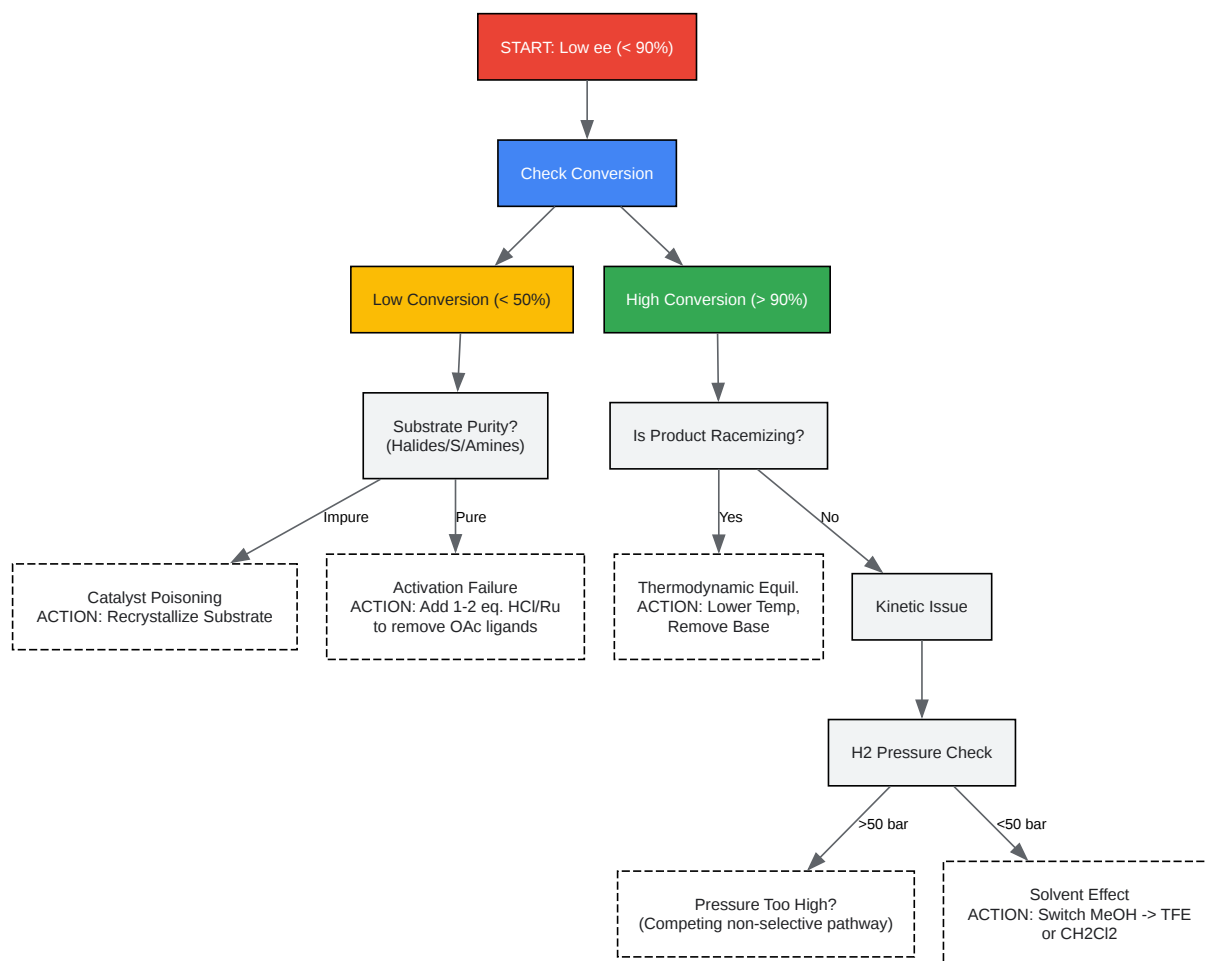 START: Low ee (< 90%)
Check Conversion
Low Conversion (< 50%)
High Conversion (> 90%)
Substrate Purity?
(Halides/S/Amines)
Is Product Racemizing?
Impure
Pure
Yes
No
Catalyst Poisoning
ACTION: Recrystallize Substrate
Activation Failure
ACTION: Add 1-2 eq. HCl/Ru
to remove OAc ligands
Thermodynamic Equil.
ACTION: Lower Temp,
Remove Base
Kinetic Issue
H2 Pressure Check
>50 bar
<50 bar
Pressure Too High?
(Competing non-selective pathway)
Solvent Effect
ACTION: Switch MeOH -> TFE
or CH2Cl2